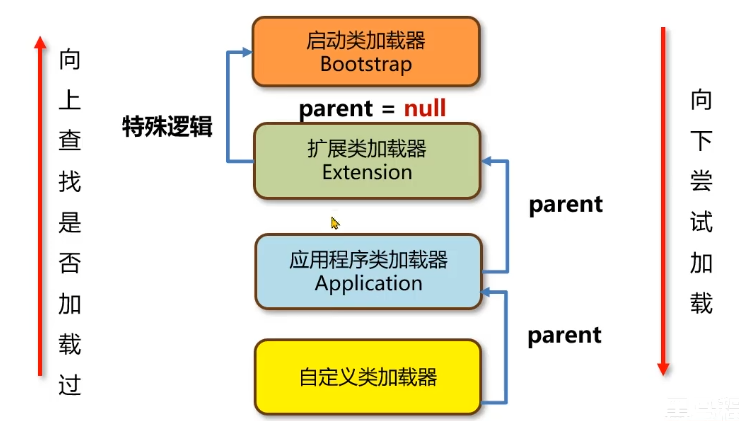 启动类加载器
Bootstrap
向上查找是否加载过
特殊逻辑
parent = null
扩展类加载器
Extension
向下尝试加载
parent
应用程序类加载器
Application
parent
自定义类加载器